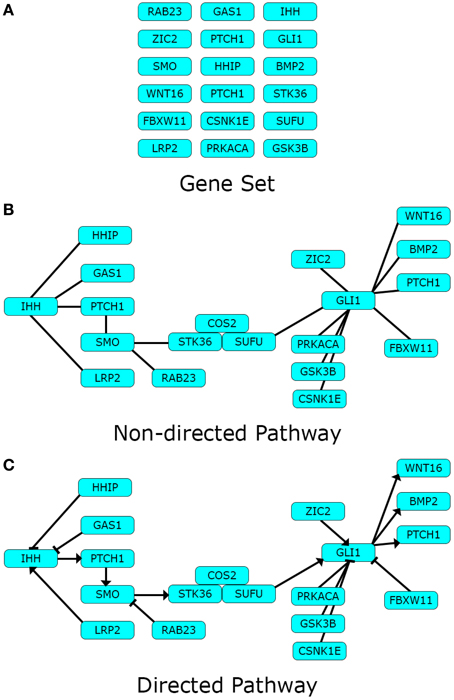 A
RAB23 GAS1 IHH
ZIC2 PTCH1 GLI1
SMO HHIP BMP2
WNT16 PTCH1 STK36
FBXW11 CSNK1E SUFU
LRP2 PRKACA GSK3B
Gene Set
B
WNT16
HHIP
BMP2
ZIC2
GAS1
PTCH1
IHH PTCH1 GLI1
COS2
SMO STK36 SUFU PRKACA FBXW11
GSK3B
LRP2 RAB23
CSNK1E
Non-directed Pathway
C
WNT16
HHIP
BMP2
ZIC2
GAS1
PTCH1
IHH PTCH1 GLI1
COS2
SMO STK36 SUFU PRKACA FBXW11
GSK3B
LRP2 RAB23
CSNK1E
Directed Pathway